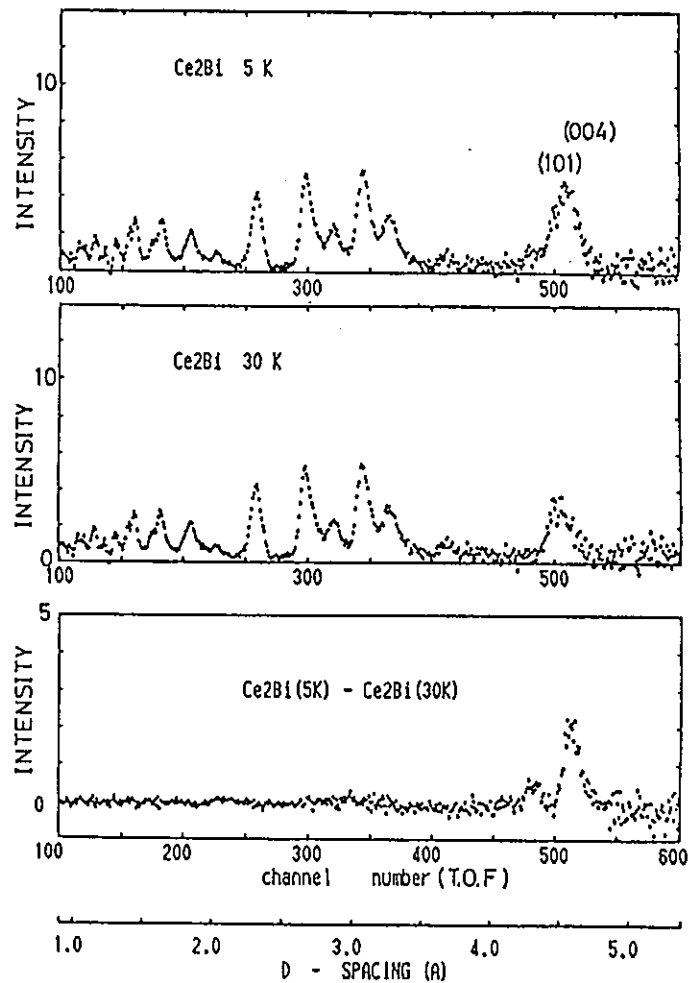 10
INTENSITY
Ce2Bi 5 K
(004)
(101)
100
300
500
10
INTENSITY
0
Ce2Bi 30 K
100
300
500
5
INTENSITY
0
Ce2Bi(5K) - Ce2Bi(30K)
100 200 300 400 500 600
channel number (T.O.F)
1.0 2.0 3.0 4.0 5.0
D - SPACING (A)